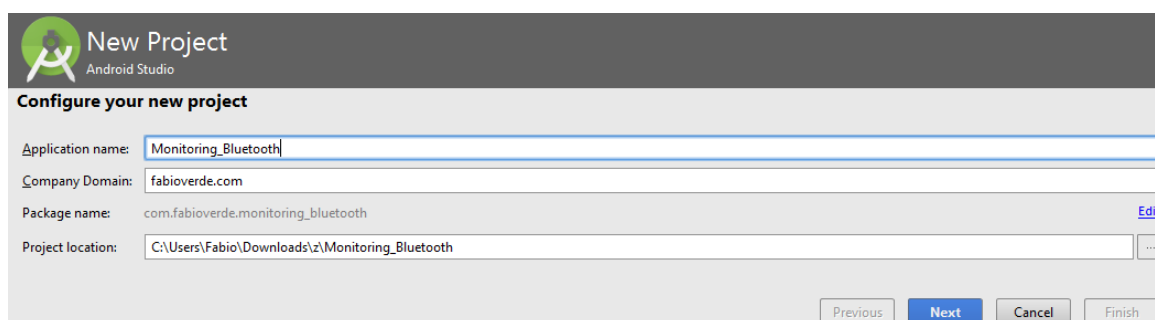 New Project
Android Studio
Configure your new project
Application name: Monitoring_Bluetooth
Company Domain: fabioverde.com
Package name: com.fabioverde.monitoring_bluetooth Edi
Project location: C:\Users\Fabio\Downloads\z\Monitoring_Bluetooth ...
Previous Next Cancel Finish